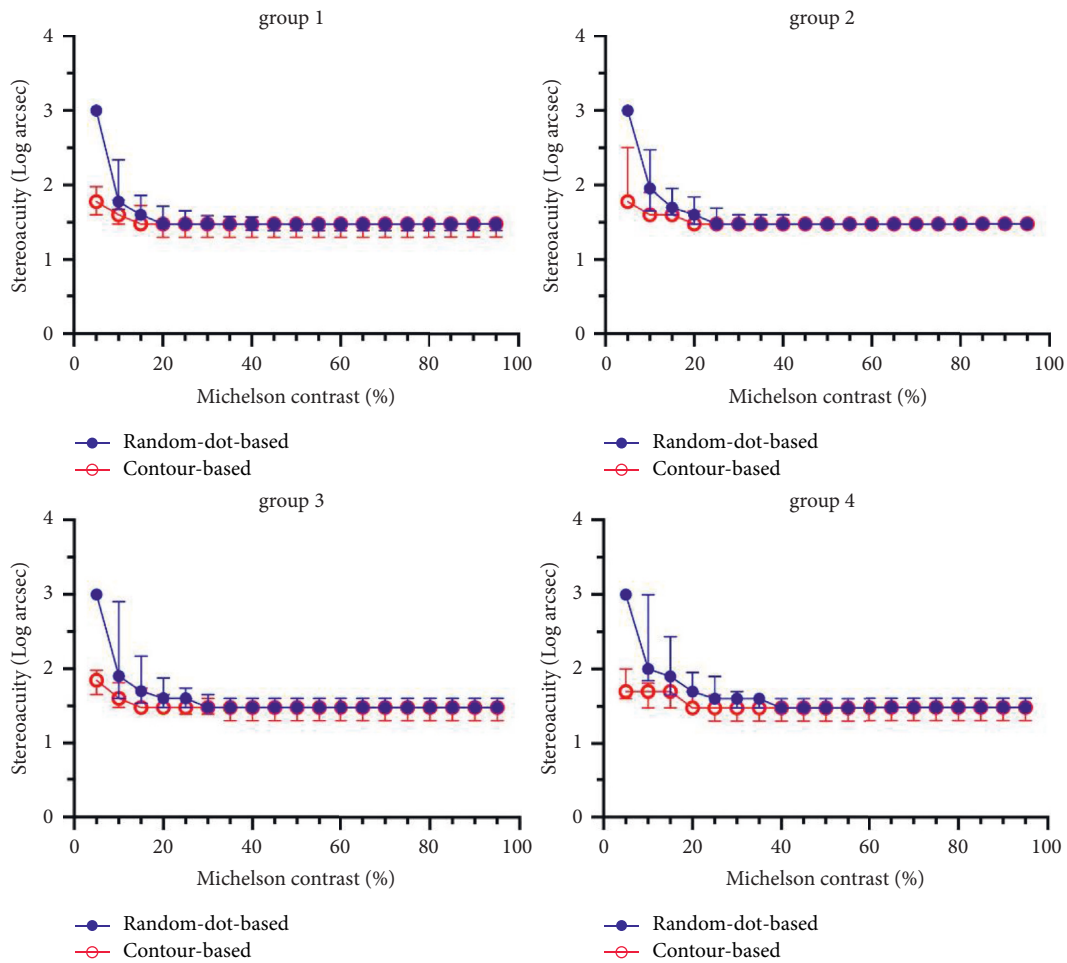 group 1
4
3
2
1
0
Stereoacuity (Log arcsec)
0 20 40 60 80 100
Michelson contrast (%)
Random-dot-based
Contour-based
group 2
4
3
2
1
0
Stereoacuity (Log arcsec)
0 20 40 60 80 100
Michelson contrast (%)
Random-dot-based
Contour-based
group 3
4
3
2
1
0
Stereoacuity (Log arcsec)
0 20 40 60 80 100
Michelson contrast (%)
Random-dot-based
Contour-based
group 4
4
3
2
1
0
Stereoacuity (Log arcsec)
0 20 40 60 80 100
Michelson contrast (%)
Random-dot-based
Contour-based